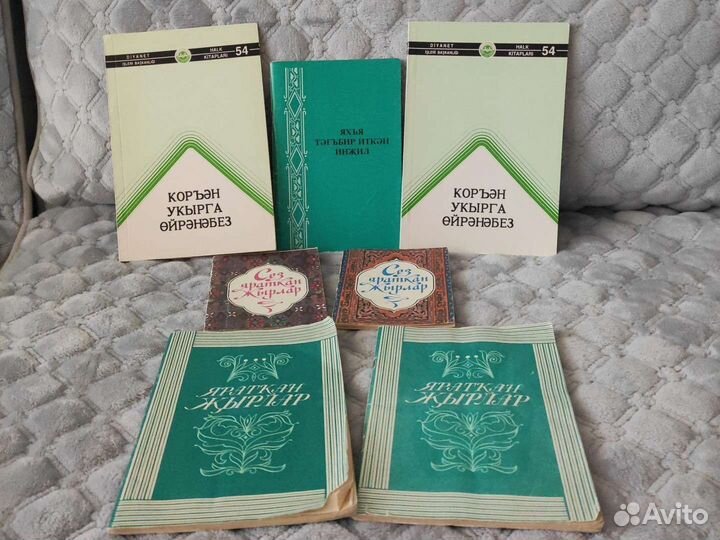 DİYANET
İŞLERİ BAŞKANLIĞI
HALK
KİTAPLARI
54
КОРЪӘН
УКЫРГА
ӨЙРӘНӘБЕЗ
ЯХЪЯ
ТӘГЪБИР ИТКӘН
ИНҖИЛ
DİYANET
İŞLERİ BAŞKANLIĞI
HALK
KİTAPLARI
54
КОРЪӘН
УКЫРГА
ӨЙРӘНӘБЕЗ
Сез
яраткан
җырлар
Сез
яраткан
җырлар
ЯРАТКАН
ҖЫРЛАР
ЯРАТКАН
ҖЫРЛАР
Avito